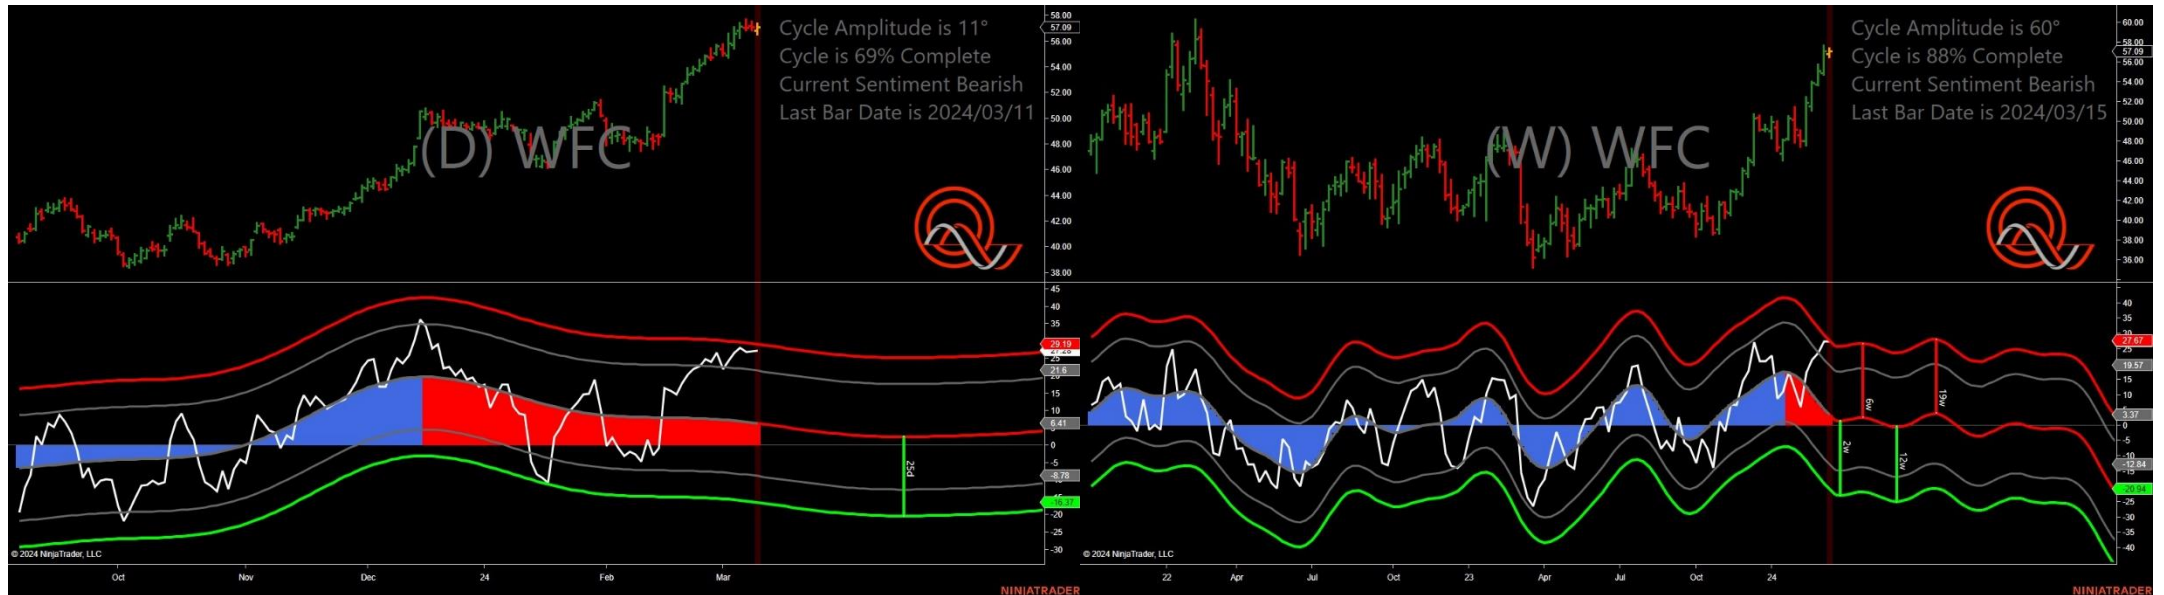 Cycle Amplitude is 11°
Cycle is 69% Complete
Current Sentiment Bearish
Last Bar Date is 2024/03/11
(D) WFC
58.00
57.09
56.00
54.00
52.00
50.00
48.00
46.00
44.00
42.00
40.00
38.00
45
40
35
29.19
25
21.6
20
15
10
6.41
5
0
-5
-8.78
-16.37
-20
-25
-30
25d
© 2024 NinjaTrader, LLC
Oct
Nov
Dec
24
Feb
Mar
NINJATRADER
Cycle Amplitude is 60°
Cycle is 88% Complete
Current Sentiment Bearish
Last Bar Date is 2024/03/15
(W) WFC
60.00
58.00
57.09
56.00
54.00
52.00
50.00
48.00
46.00
44.00
42.00
40.00
38.00
36.00
40
35
30
27.67
25
19.57
15
10
3.37
0
-5
-10
-12.84
-15
-20.94
-25
-30
-35
-40
6w
19w
2w
12w
© 2024 NinjaTrader, LLC
22
Apr
Jul
Oct
23
Apr
Jul
Oct
24
NINJATRADER